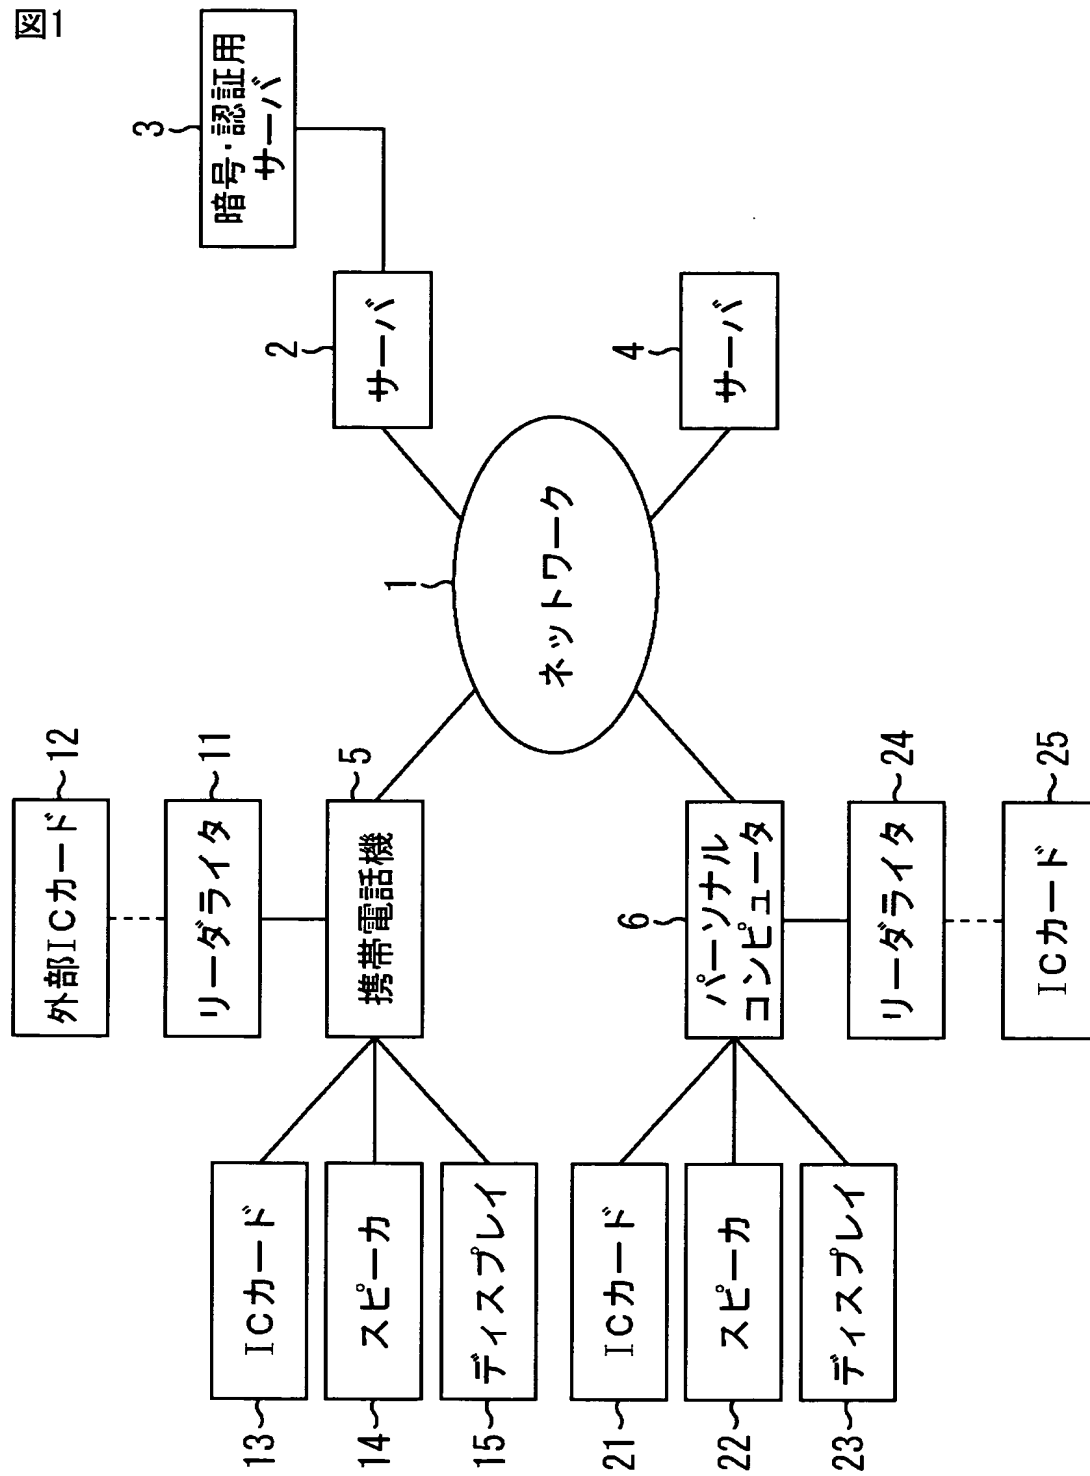 図1
3
暗号・認証用
サーバ
2
サーバ
4
サーバ
1
ネットワーク
12
外部ICカード
11
リーダライタ
5
携帯電話機
6
パーソナル
コンピュータ
24
リーダライタ
25
ICカード
13
ICカード
14
スピーカ
15
ディスプレイ
21
ICカード
22
スピーカ
23
ディスプレイ